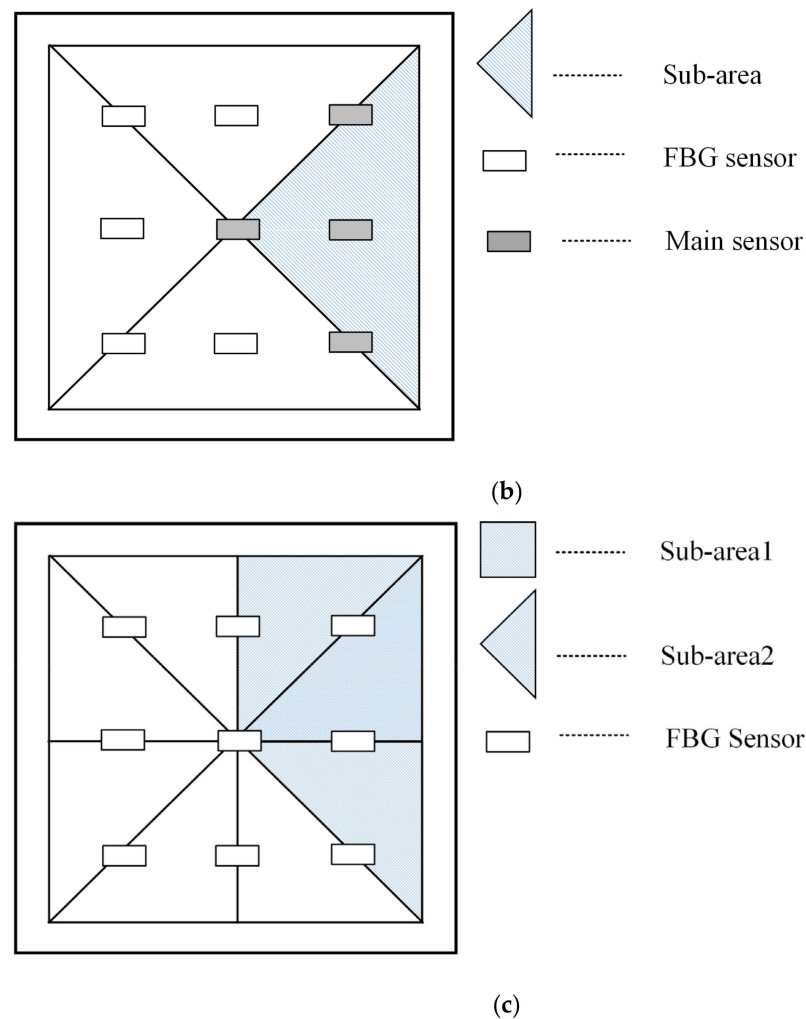 Sub-area
FBG sensor
Main sensor
(b)
Sub-area1
Sub-area2
FBG Sensor
(c)